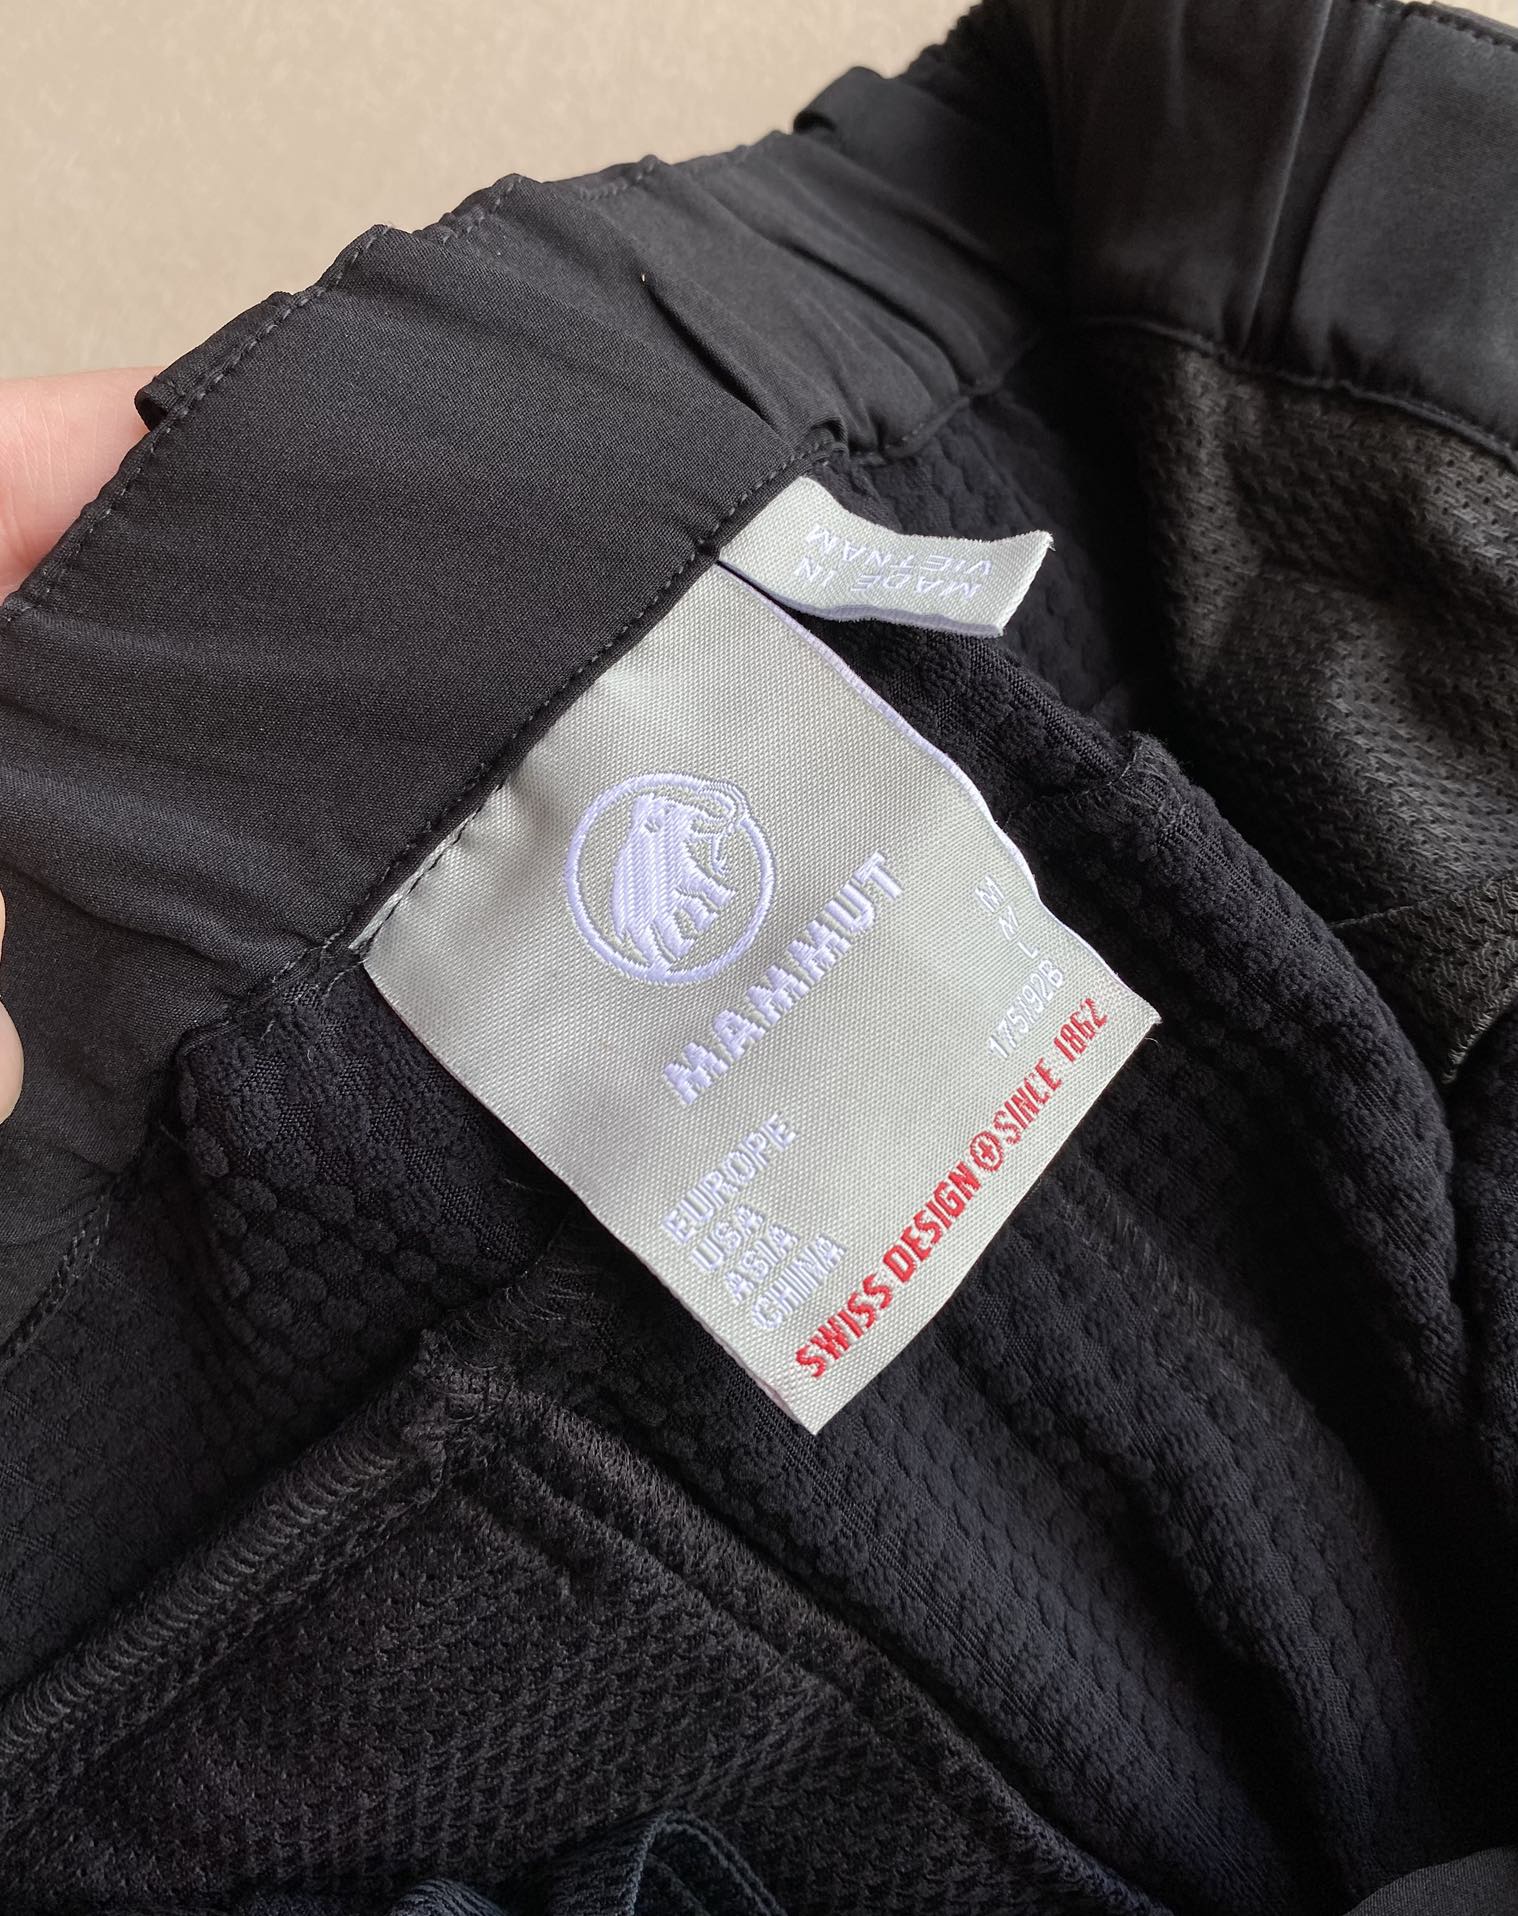 MADE IN
VIETNAM
MAMMUT
EUROPE M
USA M
ASIA L
CHINA 175/92B
SWISS DESIGN SINCE 1862